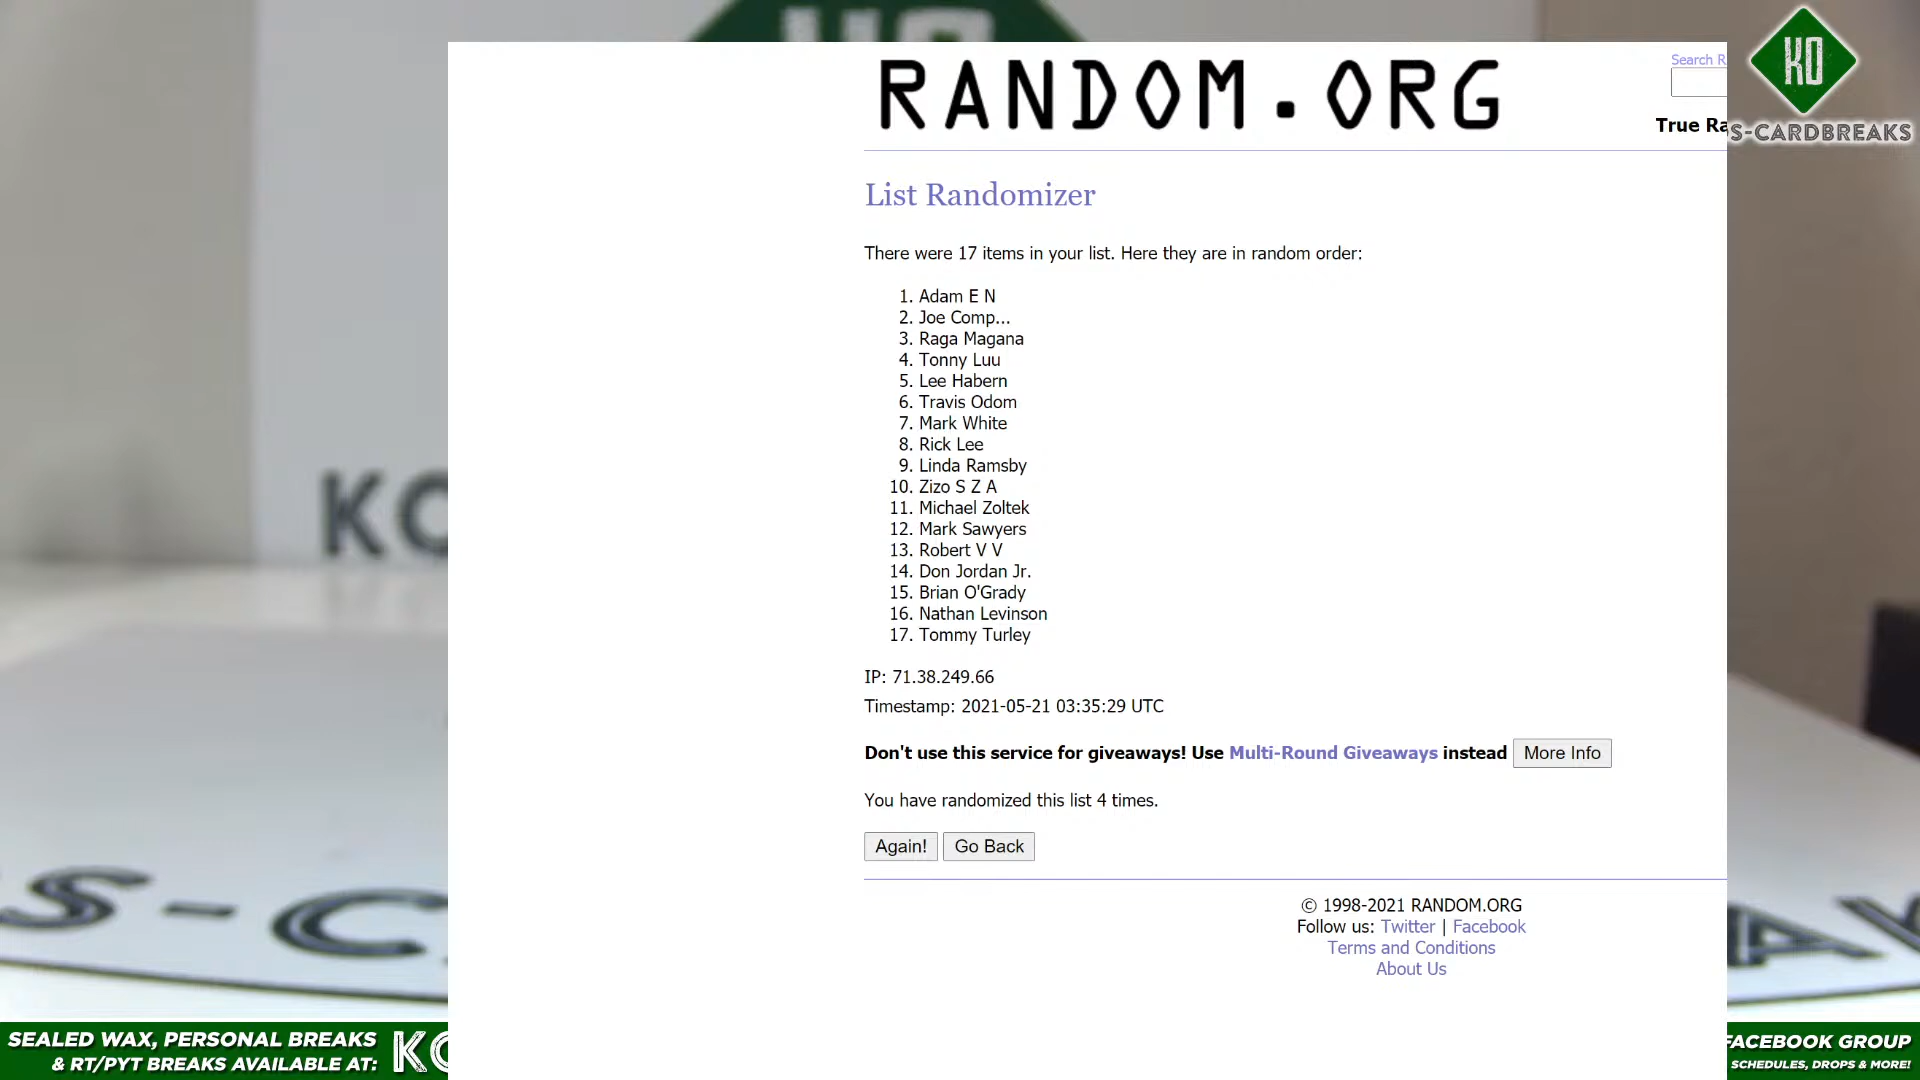 RANDOM.ORG
Search R
True Ra
KO
S-CARDBREAKS
List Randomizer
There were 17 items in your list. Here they are in random order:
1. Adam E N
2. Joe Comp...
3. Raga Magana
4. Tonny Luu
5. Lee Habern
6. Travis Odom
7. Mark White
8. Rick Lee
9. Linda Ramsby
10. Zizo S Z A
11. Michael Zoltek
12. Mark Sawyers
13. Robert V V
14. Don Jordan Jr.
15. Brian O'Grady
16. Nathan Levinson
17. Tommy Turley
IP: 71.38.249.66
Timestamp: 2021-05-21 03:35:29 UTC
Don't use this service for giveaways! Use Multi-Round Giveaways instead More Info
You have randomized this list 4 times.
Again! Go Back
© 1998-2021 RANDOM.ORG
Follow us: Twitter | Facebook
Terms and Conditions
About Us
KO
S-C
SEALED WAX, PERSONAL BREAKS
& RT/PYT BREAKS AVAILABLE AT:
KO
FACEBOOK GROUP
SCHEDULES, DROPS & MORE!